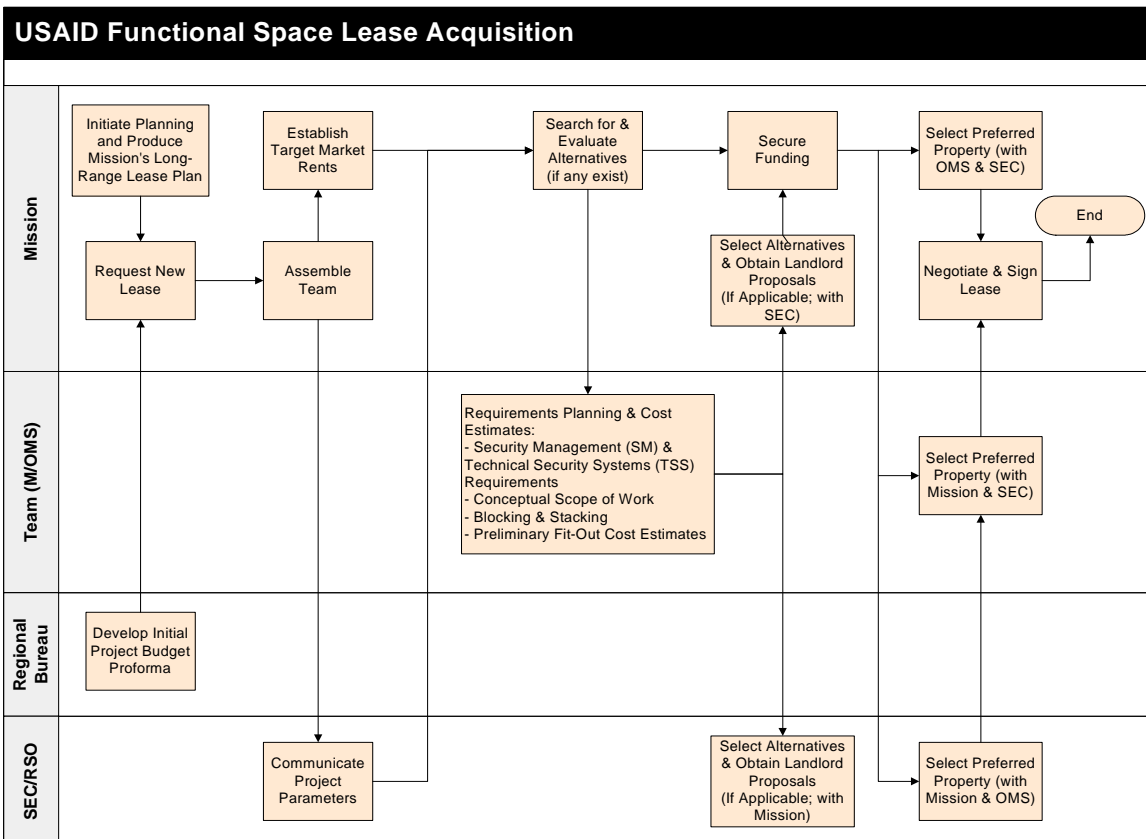 USAID Functional Space Lease Acquisition
Mission
Initiate Planning
and Produce
Mission's Long-
Range Lease Plan
Establish
Target Market
Rents
Search for &
Evaluate
Alternatives
(if any exist)
Secure
Funding
Select Preferred
Property (with
OMS & SEC)
End
Request New
Lease
Assemble
Team
Select Alternatives
& Obtain Landlord
Proposals
(If Applicable; with
SEC)
Negotiate & Sign
Lease
Team (M/OMS)
Requirements Planning & Cost
Estimates:
- Security Management (SM) &
Technical Security Systems (TSS)
Requirements
- Conceptual Scope of Work
- Blocking & Stacking
- Preliminary Fit-Out Cost Estimates
Select Preferred
Property (with
Mission & SEC)
Regional
Bureau
Develop Initial
Project Budget
Proforma
SEC/RSO
Communicate
Project
Parameters
Select Alternatives
& Obtain Landlord
Proposals
(If Applicable; with
Mission)
Select Preferred
Property (with
Mission & OMS)